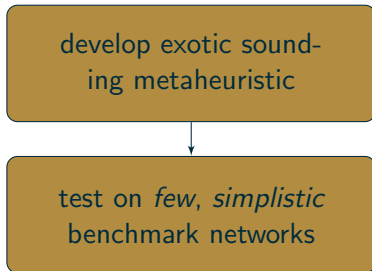 develop exotic sound-
ing metaheuristic
test on few, simplistic
benchmark networks